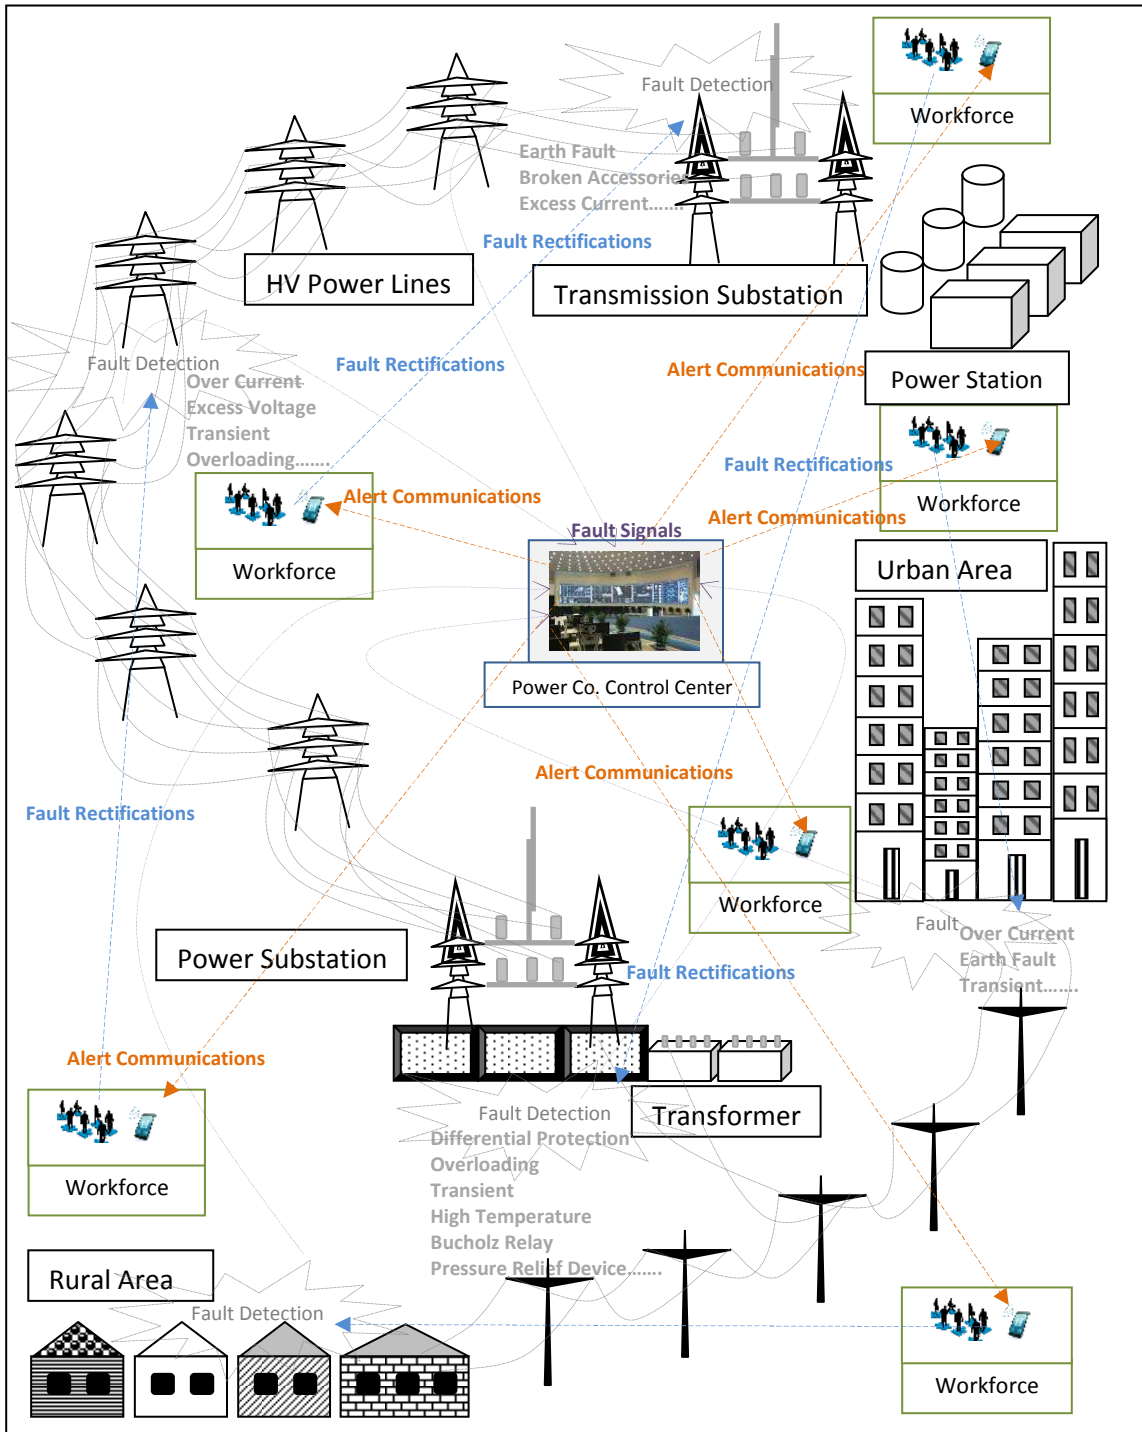 Fault Detection
Workforce
Earth Fault
Broken Accessories
Excess Current.......
Fault Rectifications
HV Power Lines
Transmission Substation
Fault Detection
Fault Rectifications
Alert Communications
Power Station
Over Current
Excess Voltage
Transient
Overloading.......
Fault Rectifications
Alert Communications
Alert Communications
Workforce
Fault Signals
Workforce
Urban Area
Power Co. Control Center
Alert Communications
Fault Rectifications
Workforce
Fault
Over Current
Earth Fault
Transient.......
Power Substation
Fault Rectifications
Alert Communications
Fault Detection
Transformer
Differential Protection
Overloading
Transient
High Temperature
Bucholz Relay
Pressure Relief Device.......
Workforce
Rural Area
Fault Detection
Workforce